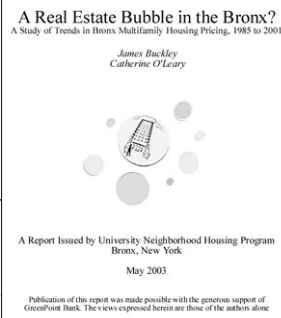 A Real Estate Bubble in the Bronx?
A Study of Trends in Bronx Multifamily Housing Pricing, 1985 to 2001
James Buckley
Catherine O'Leary
A Report Issued by University Neighborhood Housing Program
Bronx, New York
May 2003
Publication of this report was made possible with the generous support of
GreenPoint Bank. The views expressed herein are those of the authors alone